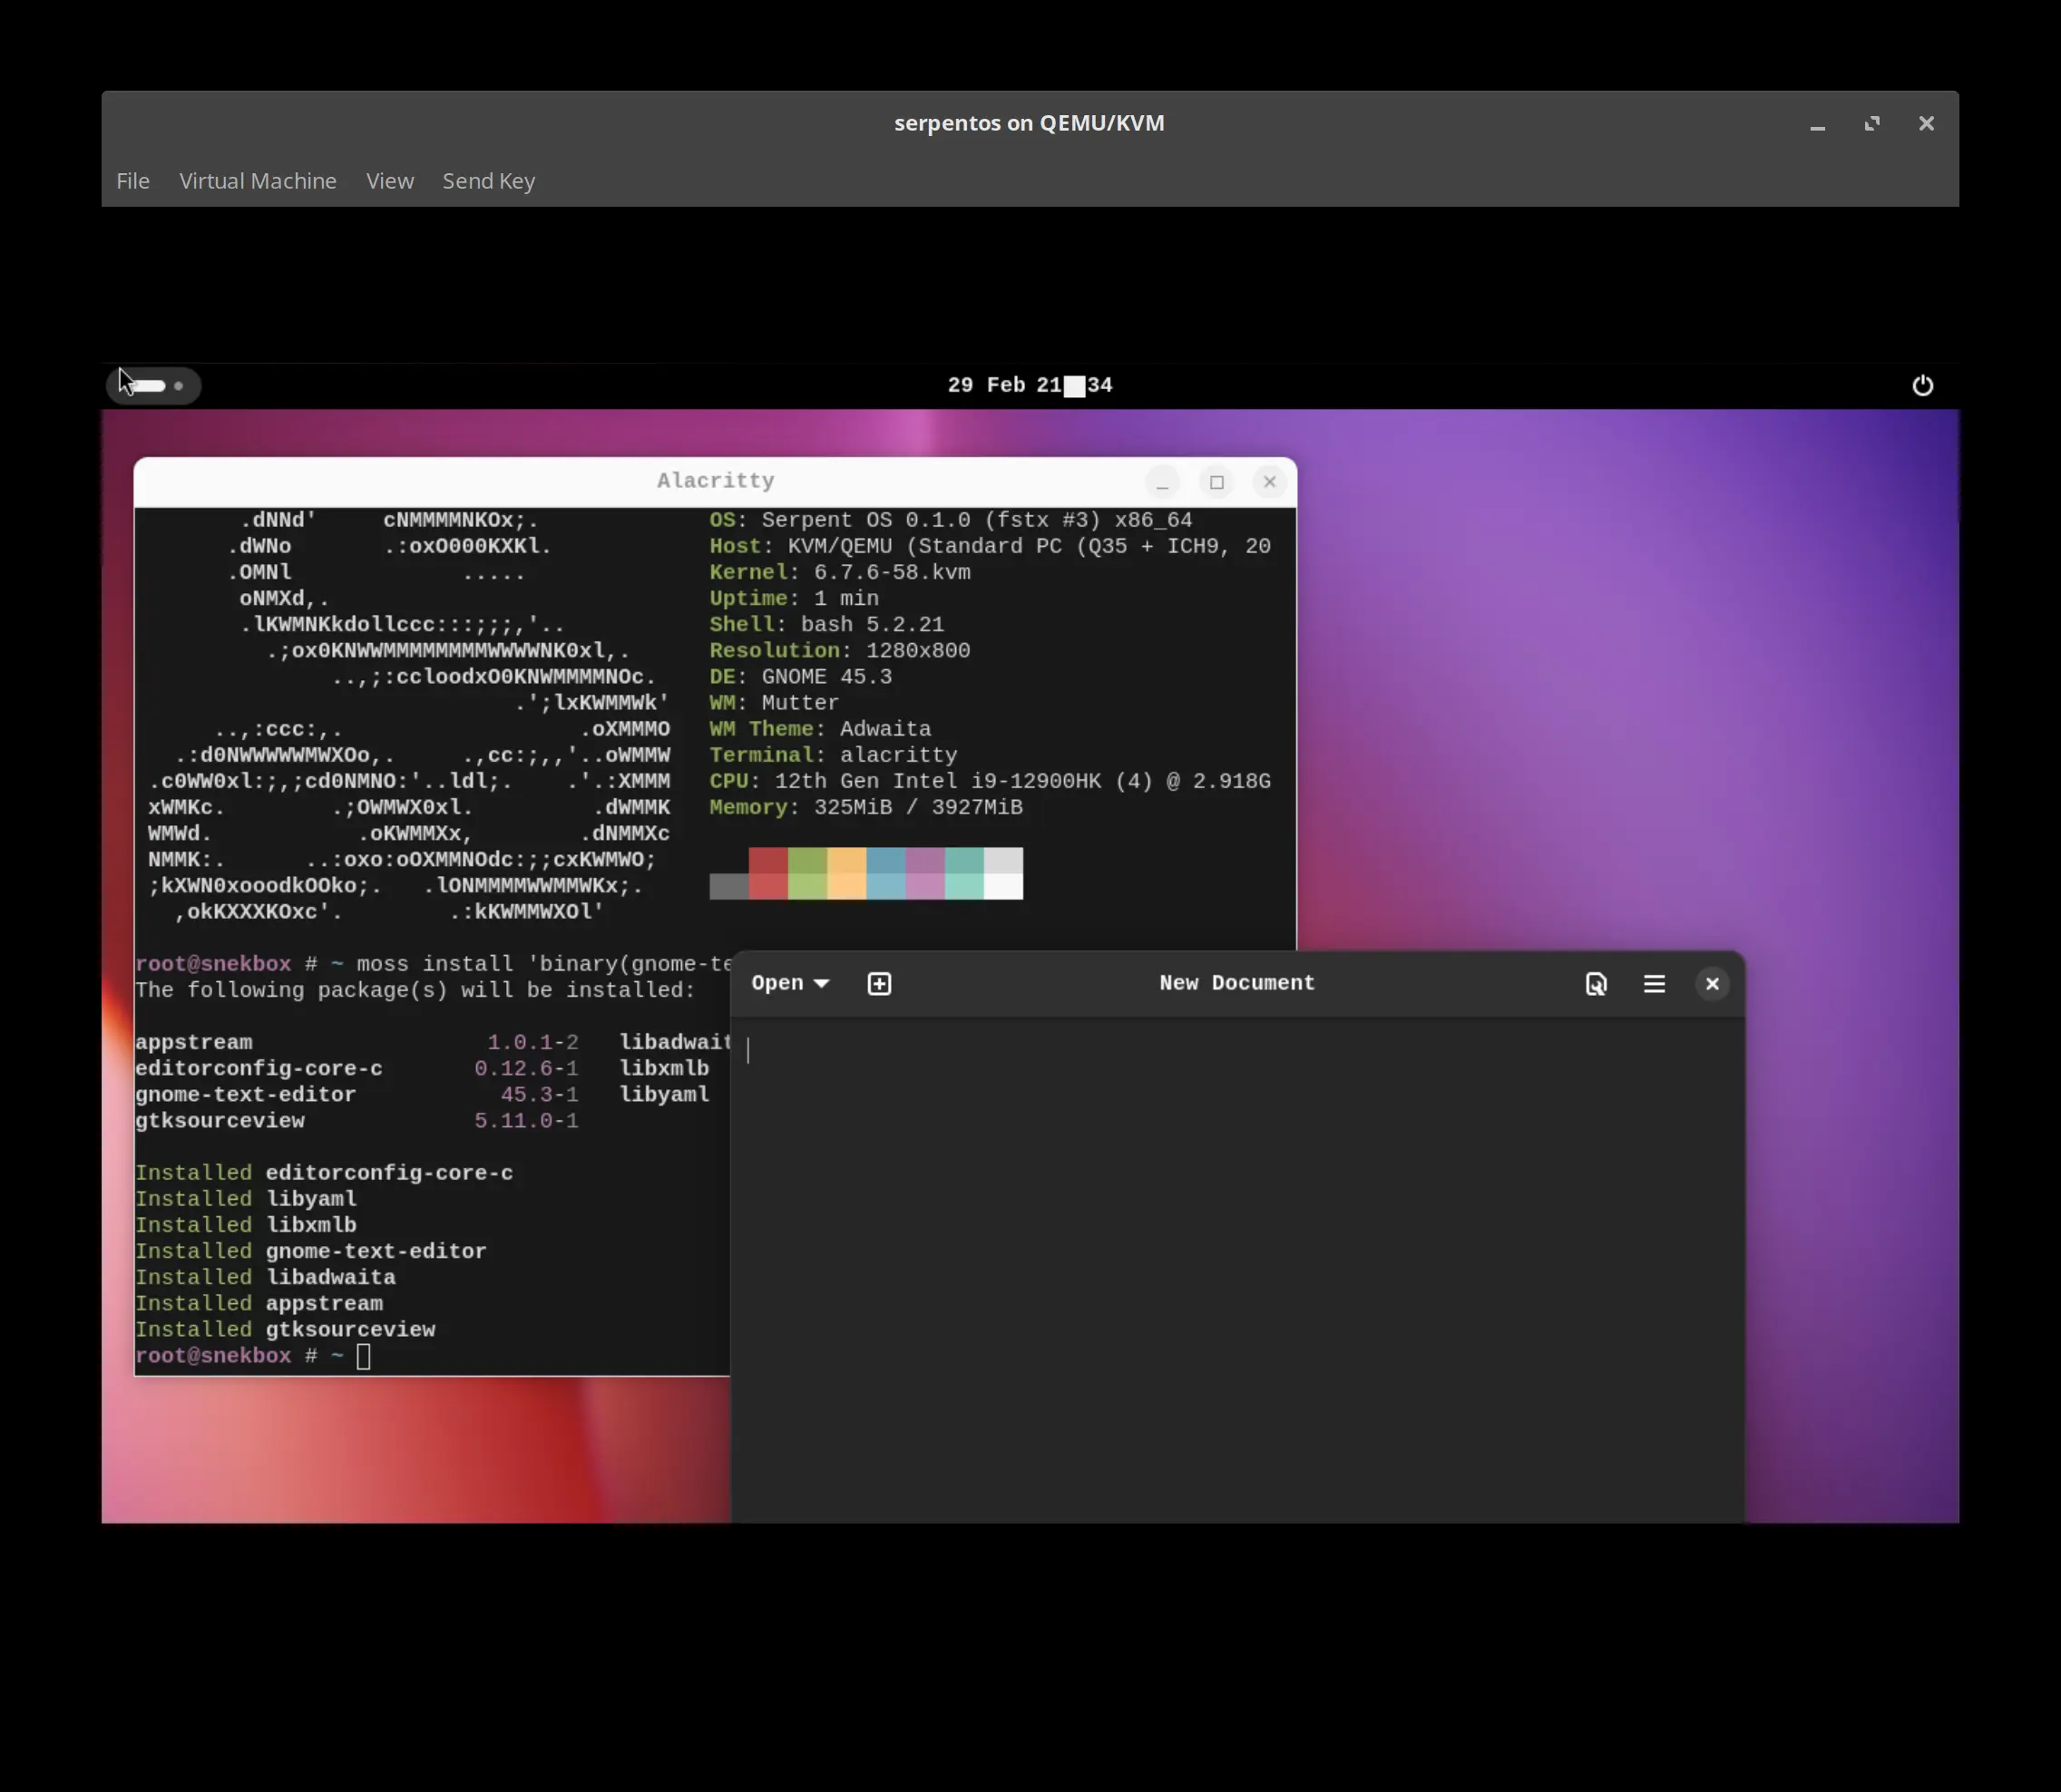 serpentos on QEMU/KVM
File Virtual Machine View Send Key
29 Feb 21 34
Alacritty
.dNNd' cNMMMMNKOx;. OS: Serpent OS 0.1.0 (fstx #3) x86_64
.dWNo .:oxO000KXKl. Host: KVM/QEMU (Standard PC (Q35 + ICH9, 20
.OMNl ..... Kernel: 6.7.6-58.kvm
oNMXd,. Uptime: 1 min
.lKWMNKkdollccc:::;;;,'.. Shell: bash 5.2.21
.;ox0KNWWMMMMMMMMWWWWNK0xl,. Resolution: 1280x800
..,;:ccloodxO0KNWMMMMNOc. DE: GNOME 45.3
.';lxKWMMWk' WM: Mutter
..,:ccc:,. .oXMMMO WM Theme: Adwaita
.:d0NWWWWWMWXOo,. .,cc:;,,'..oWMMW Terminal: alacritty
.c0WW0xl:;,;cd0NMNO:'..ldl;. .'.:XMMM CPU: 12th Gen Intel i9-12900HK (4) @ 2.918G
xWMKc. .;OWMWX0xl. .dWMMK Memory: 325MiB / 3927MiB
WMWd. .oKWMMXx, .dNMMXc
NMMK:. ..:oxo:oOXMMNOdc:;;cxKWMWO;
;kXWN0xooodkOOko;. .lONMMMMWWMMWKx;.
,okKXXXKOxc'. .:kKWMMWXOl'
root@snekbox # ~ moss install 'binary(gnome-te
The following package(s) will be installed:
appstream 1.0.1-2 libadwait
editorconfig-core-c 0.12.6-1 libxmlb
gnome-text-editor 45.3-1 libyaml
gtksourceview 5.11.0-1
Installed editorconfig-core-c
Installed libyaml
Installed libxmlb
Installed gnome-text-editor
Installed libadwaita
Installed appstream
Installed gtksourceview
root@snekbox # ~
Open New Document